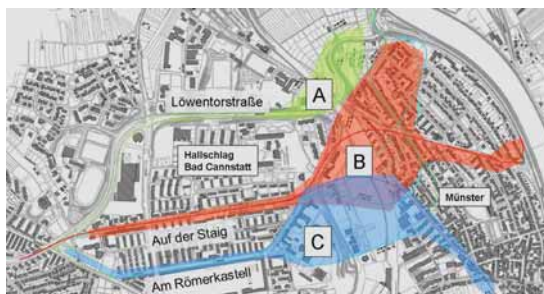 A
Löwentorstraße
Hallschlag
Bad Cannstatt
B
Münster
Auf der Staig
C
Am Römerkastell